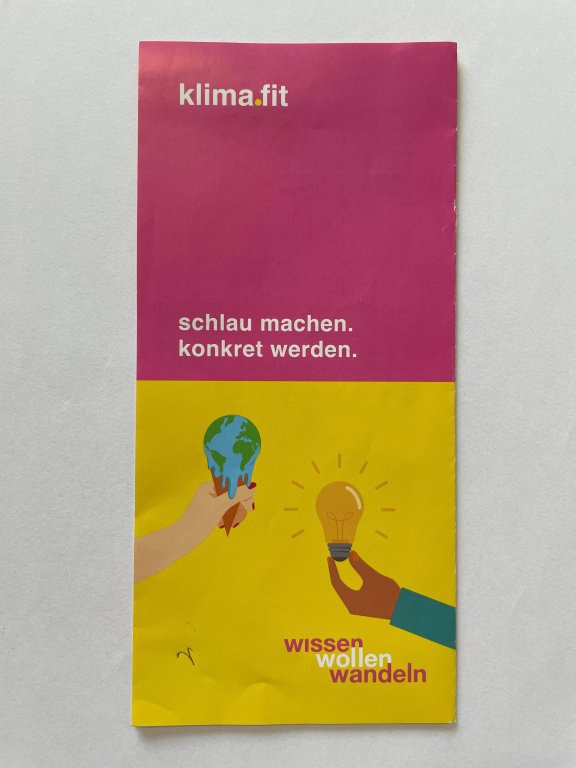 klima.fit
schlau machen.
konkret werden.
wissen
wollen
wandeln